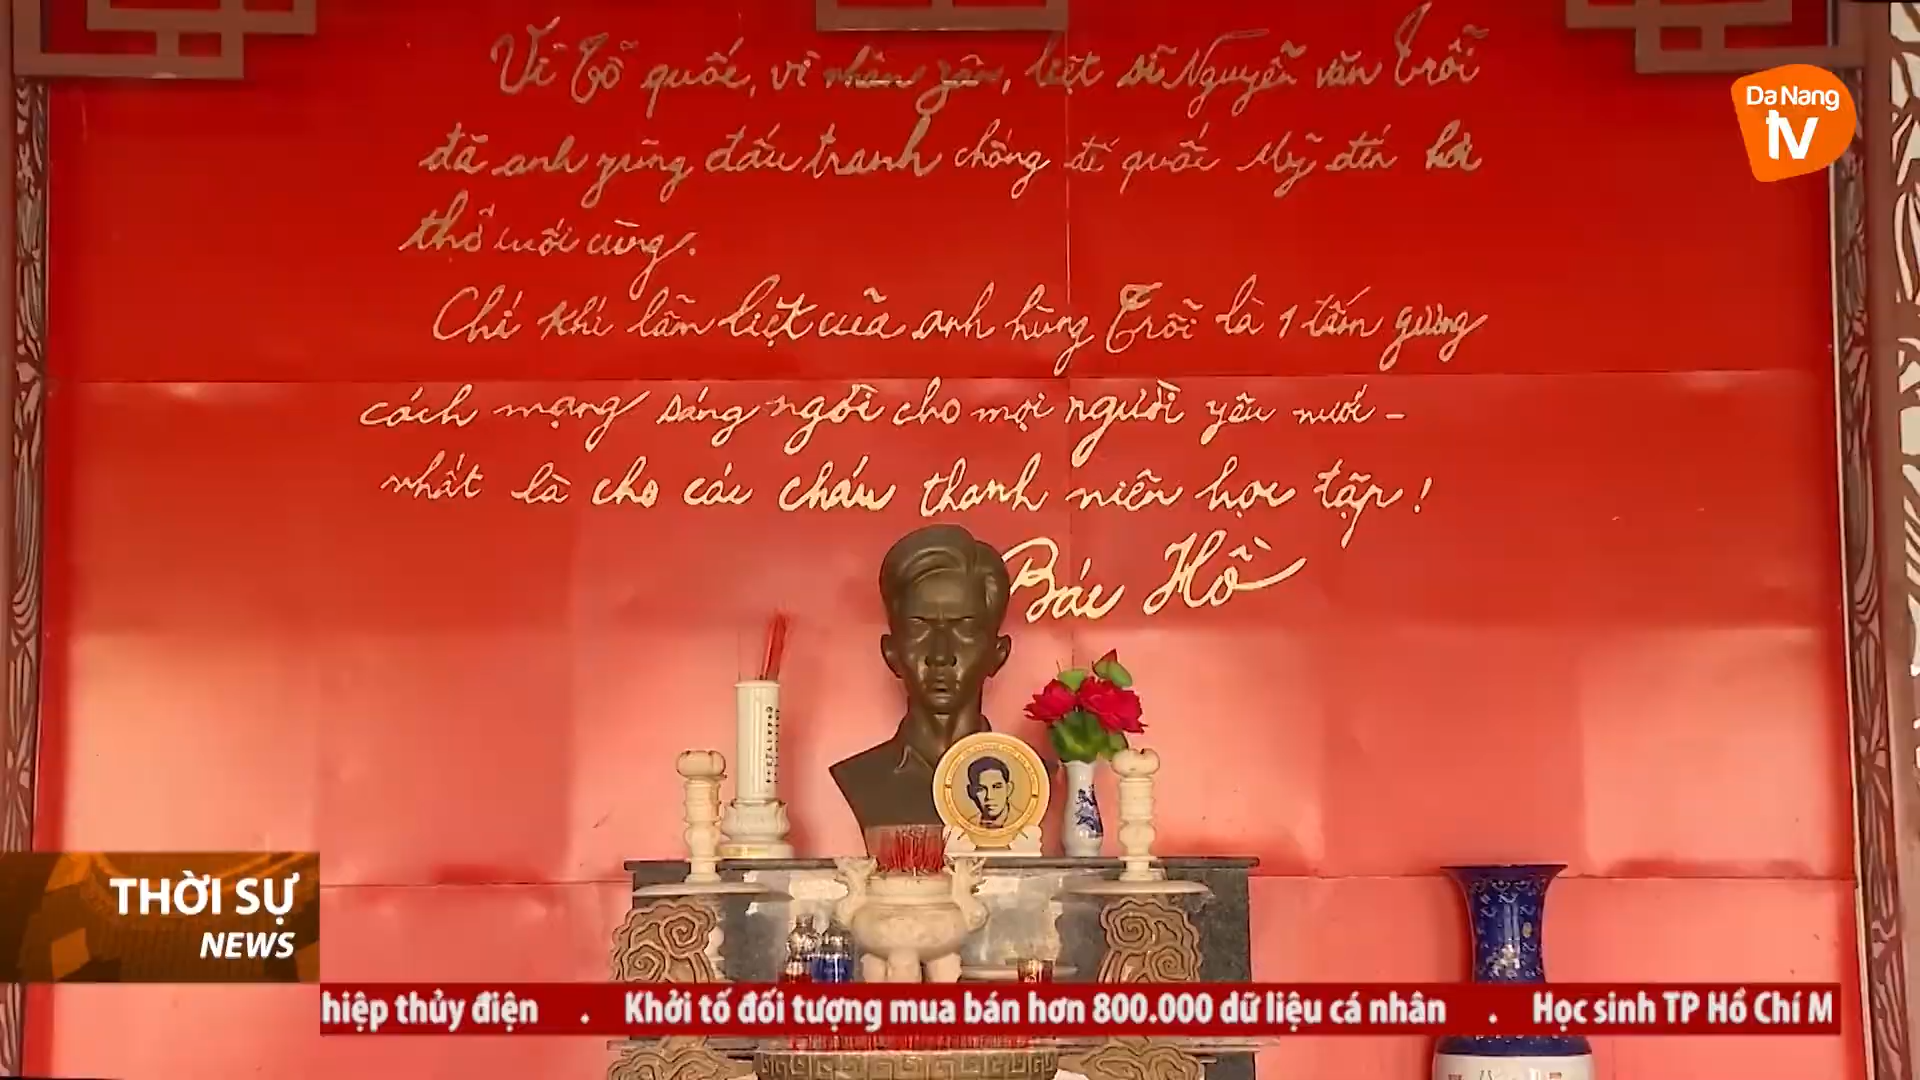 Vì Tổ quốc, vì nhân zân, liệt sĩ Nguyễn văn Trỗi
đã anh zũng đấu tranh chống đế quốc Mỹ đến hơi
thở cuối cùng.
Chí khí lẫm liệt của anh hùng Trỗi là 1 tấm gương
cách mạng sáng ngời cho mọi người yêu nước –
nhất là cho các cháu thanh niên học tập!
Bác Hồ
Da Nang
tv
THỜI SỰ
NEWS
hiệp thủy điện . Khởi tố đối tượng mua bán hơn 800.000 dữ liệu cá nhân . Học sinh TP Hồ Chí M